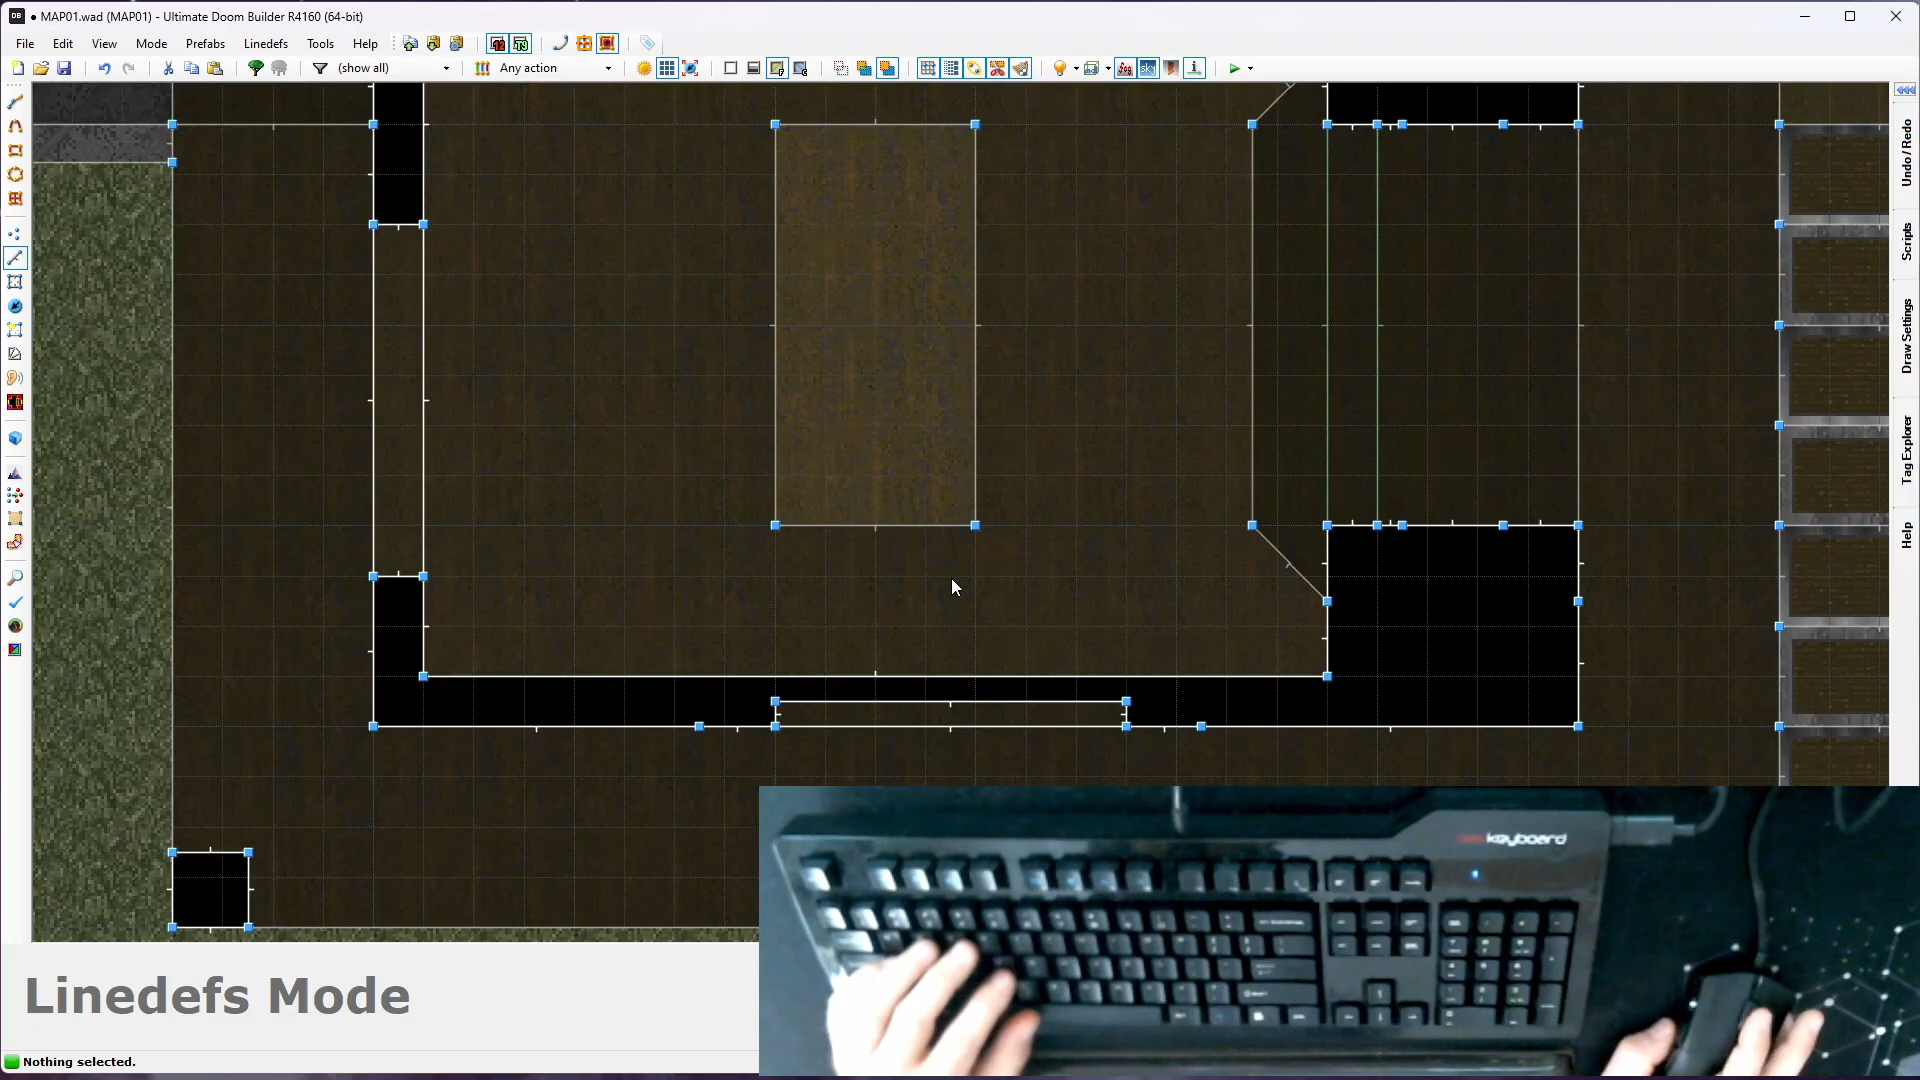 MAP01.wad (MAP01) - Ultimate Doom Builder R4160 (64-bit)
File Edit View Mode Prefabs Linedefs Tools Help
(show all) Any action
Undo / Redo
Scripts
Draw Settings
Tag Explorer
Help
Linedefs Mode
Nothing selected.
keyboard